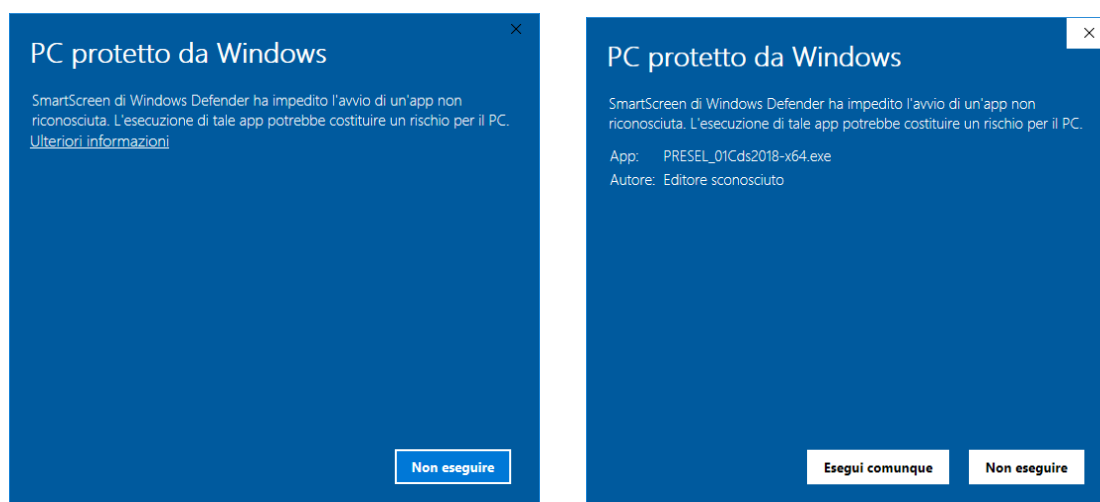 PC protetto da Windows
SmartScreen di Windows Defender ha impedito l'avvio di un'app non
riconosciuta. L'esecuzione di tale app potrebbe costituire un rischio per il PC.
Ulteriori informazioni
Non eseguire
PC protetto da Windows
SmartScreen di Windows Defender ha impedito l'avvio di un'app non
riconosciuta. L'esecuzione di tale app potrebbe costituire un rischio per il PC.
App: PRESEL_01Cds2018-x64.exe
Autore: Editore sconosciuto
Esegui comunque Non eseguire